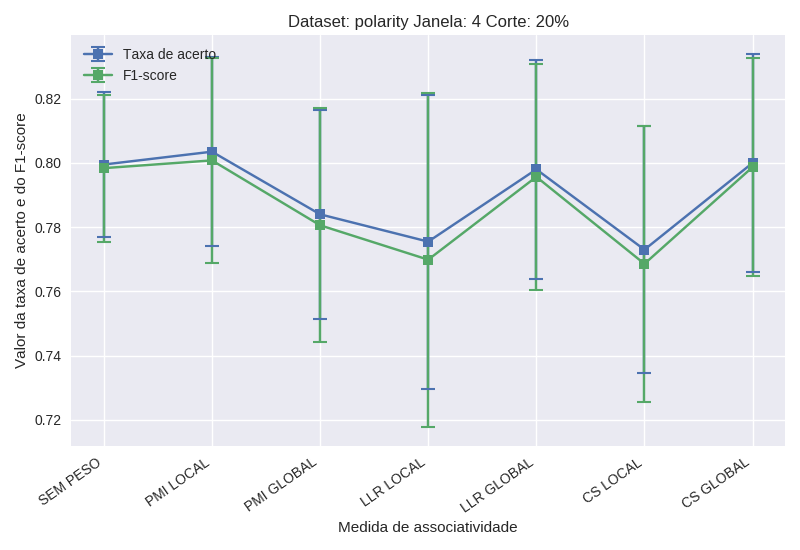 Dataset: polarity Janela: 4 Corte: 20%
Taxa de acerto
F1-score
Valor da taxa de acerto e do F1-score
0.82
0.80
0.78
0.76
0.74
0.72
SEM PESO
PMI LOCAL
PMI GLOBAL
LLR LOCAL
LLR GLOBAL
CS LOCAL
CS GLOBAL
Medida de associatividade